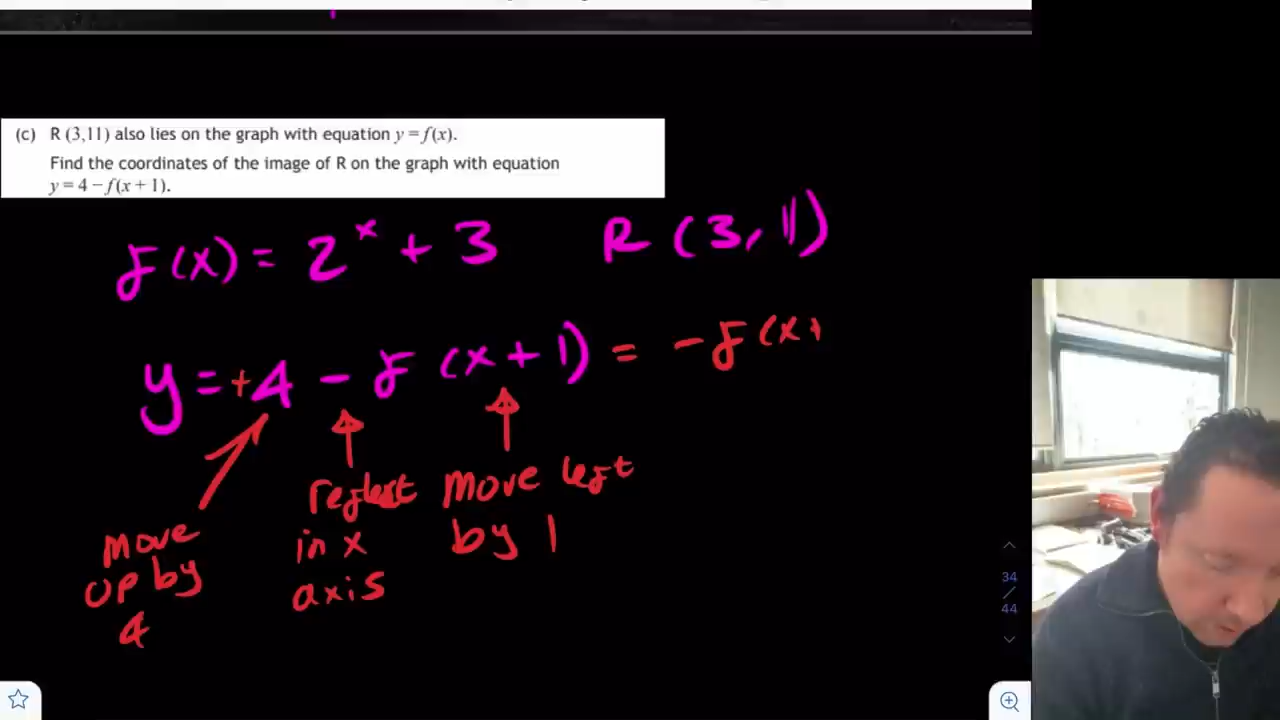 (c) R (3,11) also lies on the graph with equation y = f(x).
Find the coordinates of the image of R on the graph with equation
y = 4 − f(x + 1).
f(x) = 2^x + 3 R (3, 11)
y = +4 − f (x + 1) = − f (x +
move up by 4
reflect in x axis
move left by 1
34
/
44